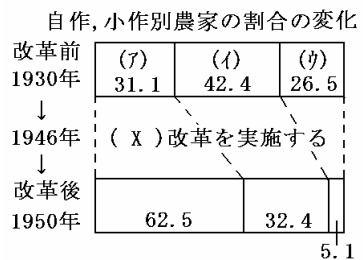 自作,小作別農家の割合の変化
改革前
1930年
(ア) (イ) (ウ)
31.1 42.4 26.5
↓
1946年 ( X )改革を実施する
↓
改革後
1950年
62.5 32.4
5.1